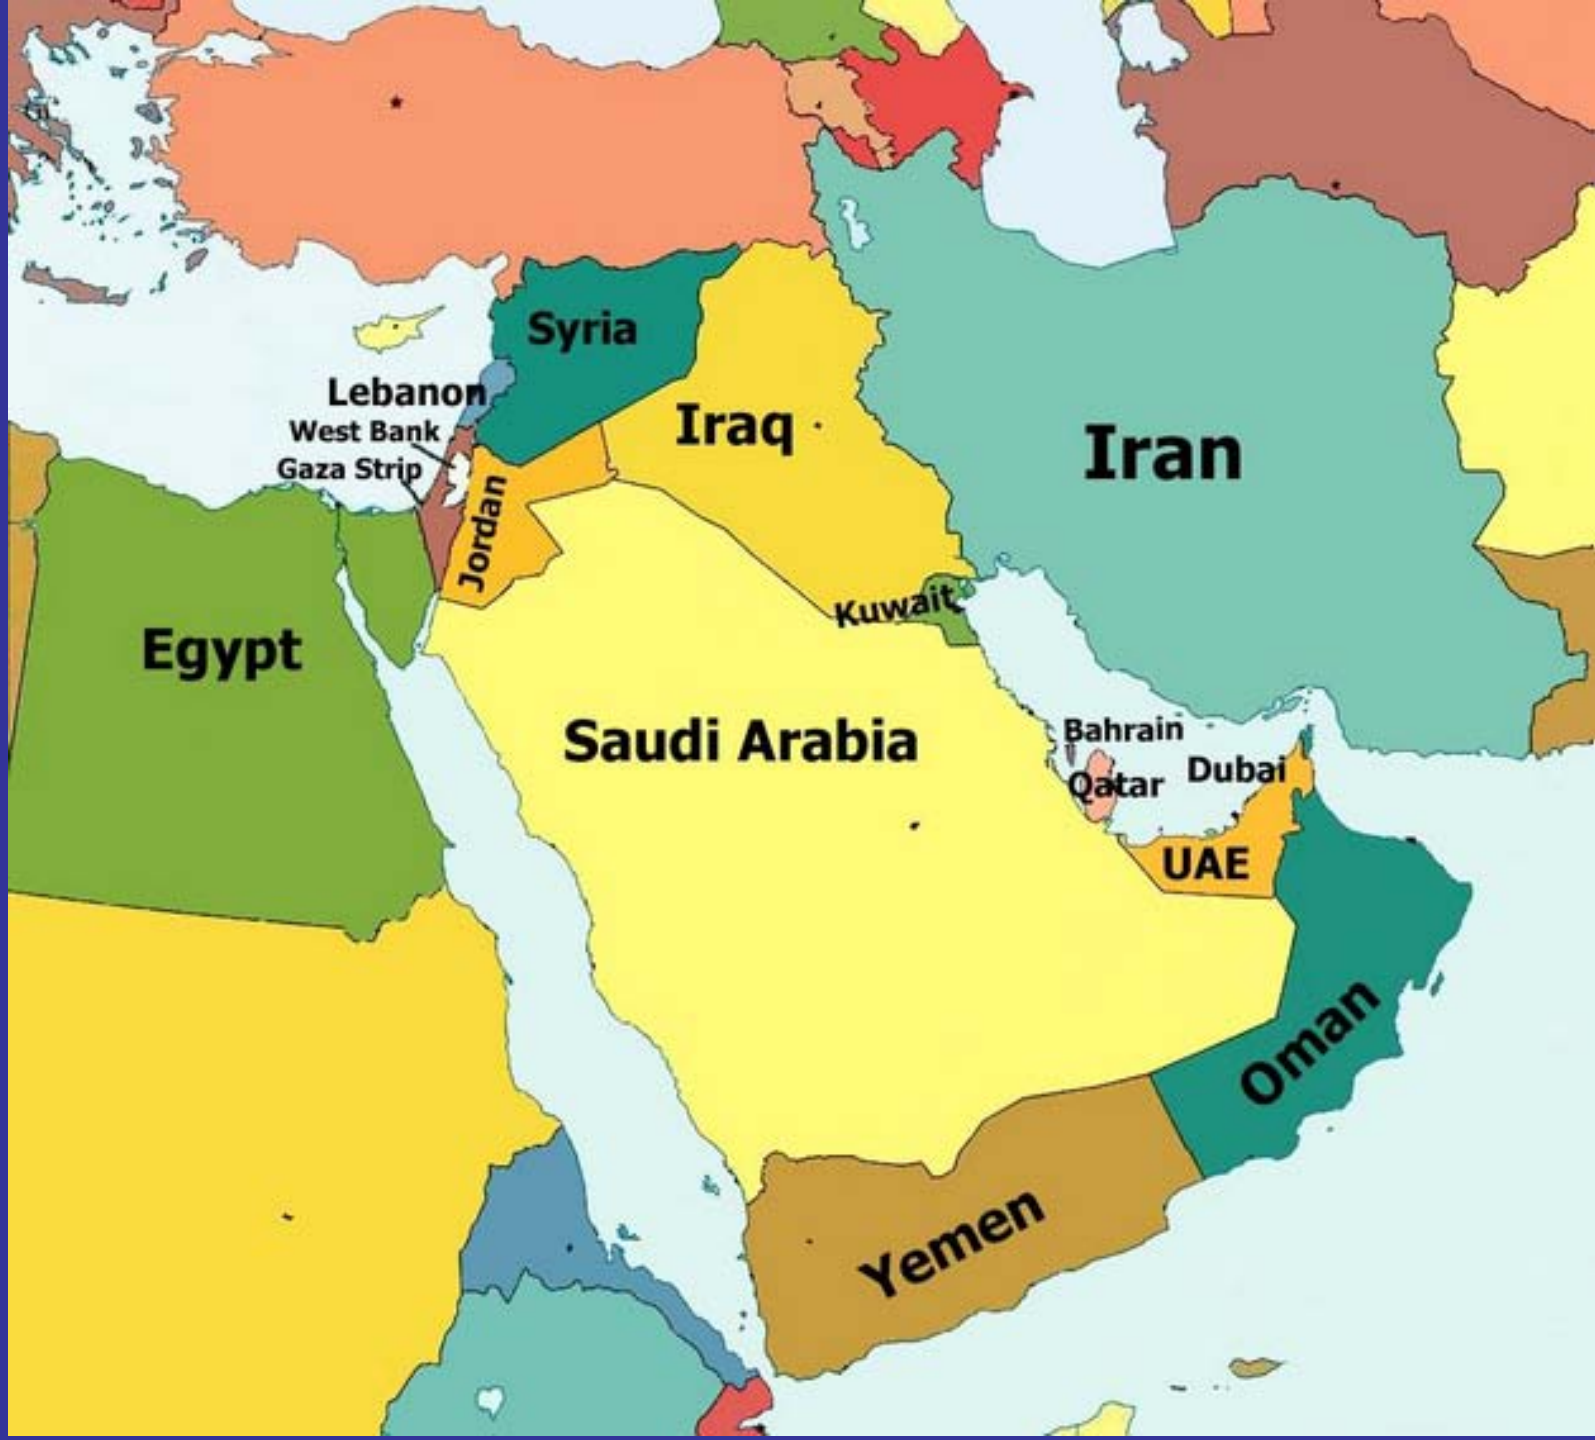 Syria
Lebanon
West Bank
Gaza Strip
Iraq
Iran
Jordan
Kuwait
Egypt
Saudi Arabia
Bahrain
Qatar
Dubai
UAE
Oman
Yemen